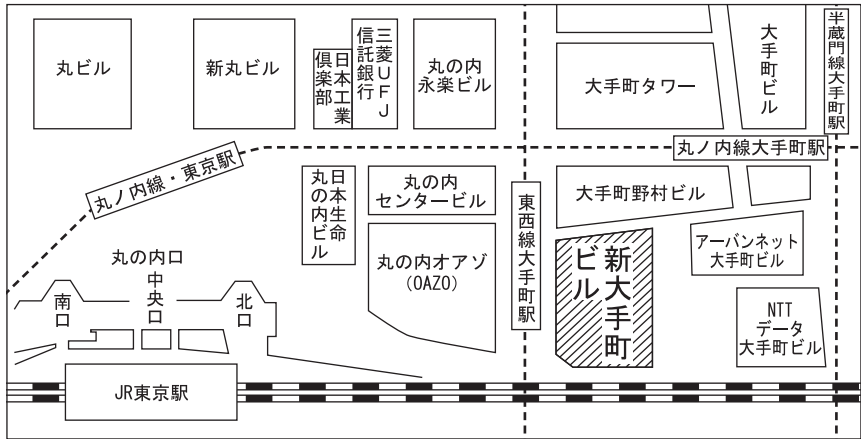 丸ビル
新丸ビル
日本工業
倶楽部
三菱UFJ
信託銀行
丸の内
永楽ビル
大手町タワー
大手町ビル
半蔵門線大手町駅
丸ノ内線・東京駅
丸ノ内線大手町駅
日本生命
丸の内ビル
丸の内
センタービル
東西線大手町駅
大手町野村ビル
丸の内オアゾ
(OAZO)
新大手町
ビル
アーバンネット
大手町ビル
NTT
データ
大手町ビル
丸の内口
南口
中央口
北口
JR東京駅